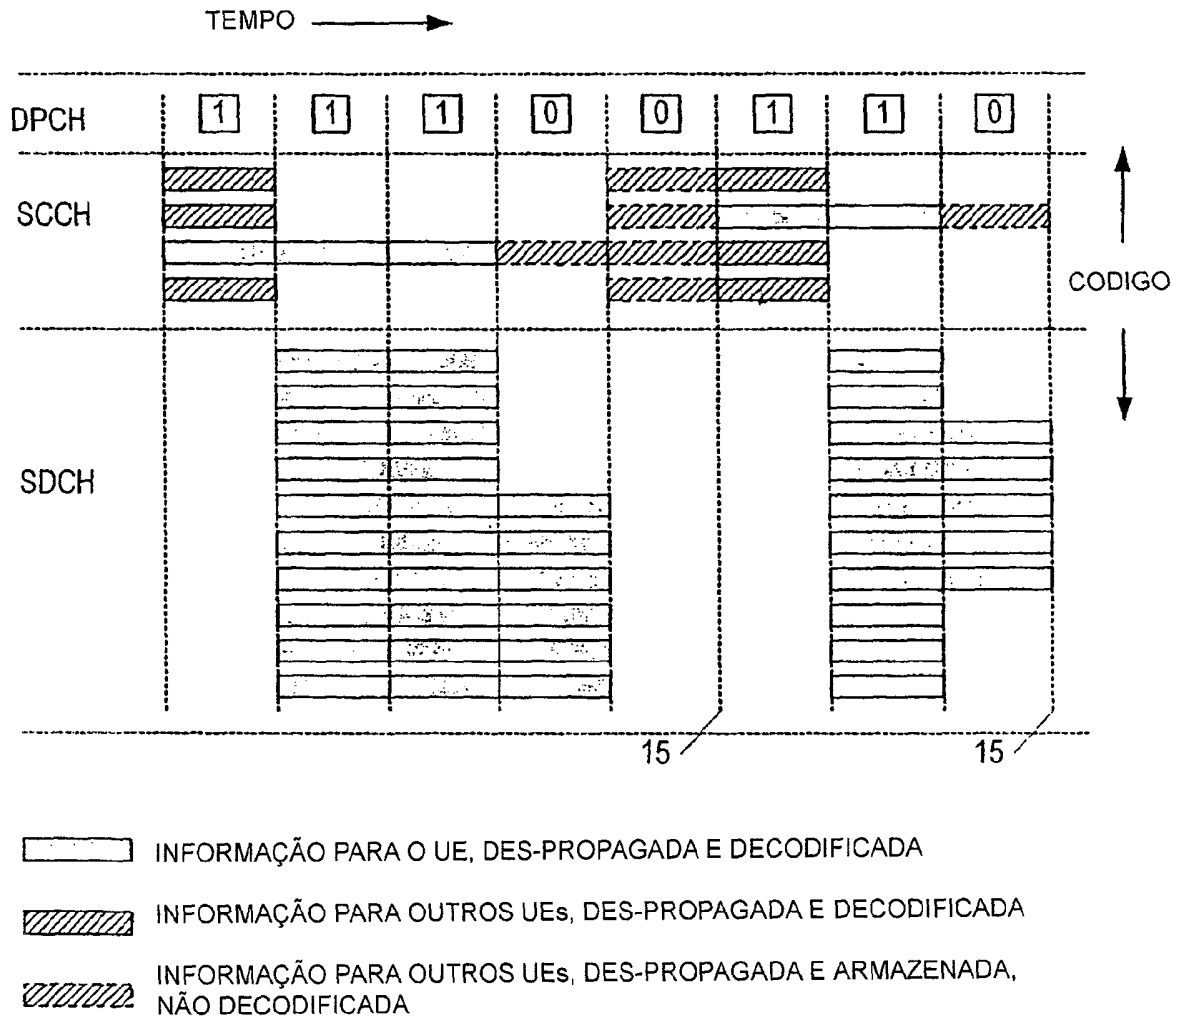 TEMPO
DPCH 1 1 1 0 0 1 1 0
SCCH
CODIGO
SDCH
15 15
INFORMAÇÃO PARA O UE, DES-PROPAGADA E DECODIFICADA
INFORMAÇÃO PARA OUTROS UEs, DES-PROPAGADA E DECODIFICADA
INFORMAÇÃO PARA OUTROS UEs, DES-PROPAGADA E ARMAZENADA,
NÃO DECODIFICADA